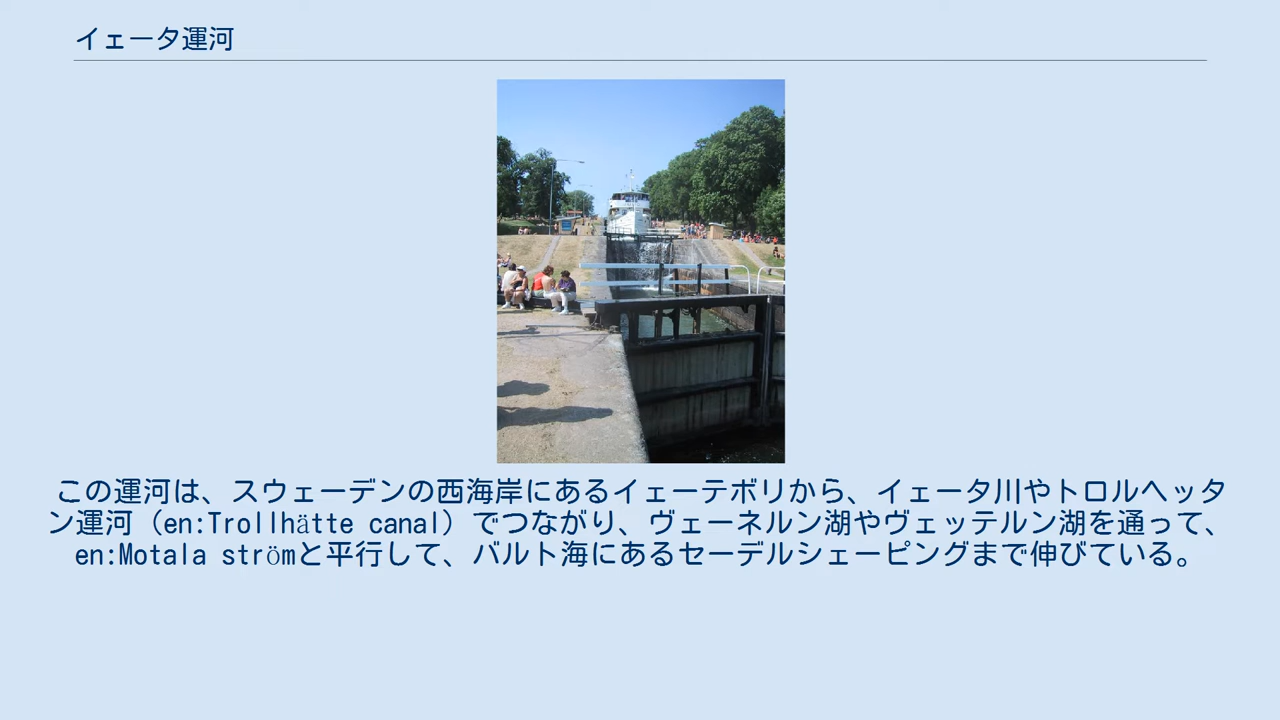 イェータ運河
この運河は、スウェーデンの西海岸にあるイェーテボリから、イェータ川やトロルヘッタ
ン運河（en:Trollhätte canal）でつながり、ヴェーネルン湖やヴェッテルン湖を通って、
en:Motala strömと平行して、バルト海にあるセーデルシェーピングまで伸びている。